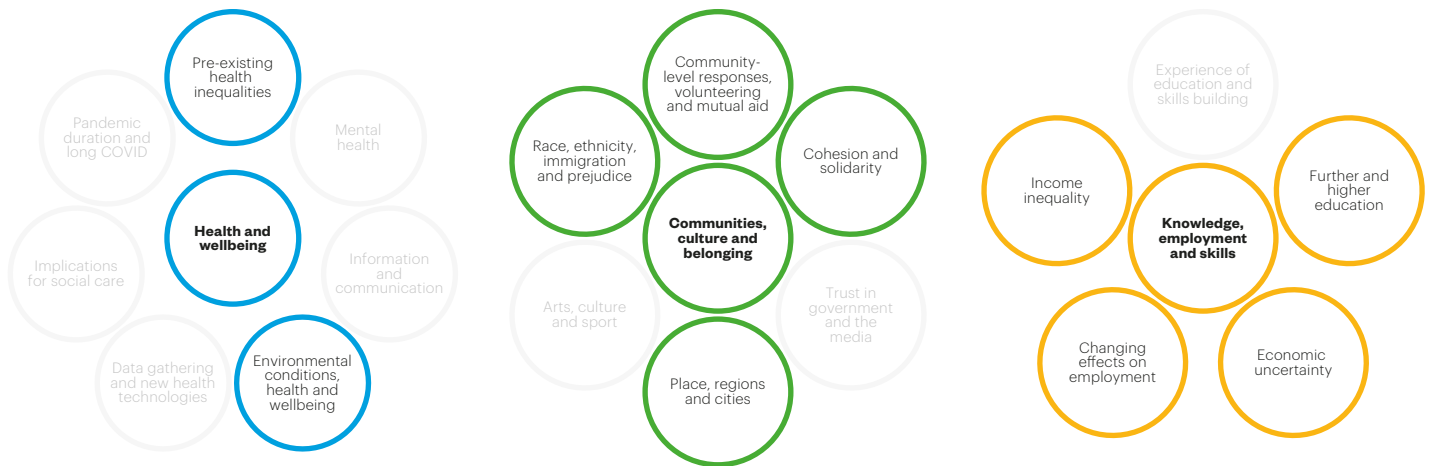 Pre-existing
health
inequalities
Mental
health
Information
and
communication
Environmental
conditions,
health and
wellbeing
Data gathering
and new health
technologies
Implications
for social care
Pandemic
duration and
long COVID
Health and
wellbeing
Community-
level responses,
volunteering
and mutual aid
Cohesion and
solidarity
Trust in
government
and the
media
Place, regions
and cities
Arts, culture
and sport
Race, ethnicity,
immigration
and prejudice
Communities,
culture and
belonging
Experience of
education and
skills building
Further and
higher
education
Economic
uncertainty
Changing
effects on
employment
Income
inequality
Knowledge,
employment
and skills